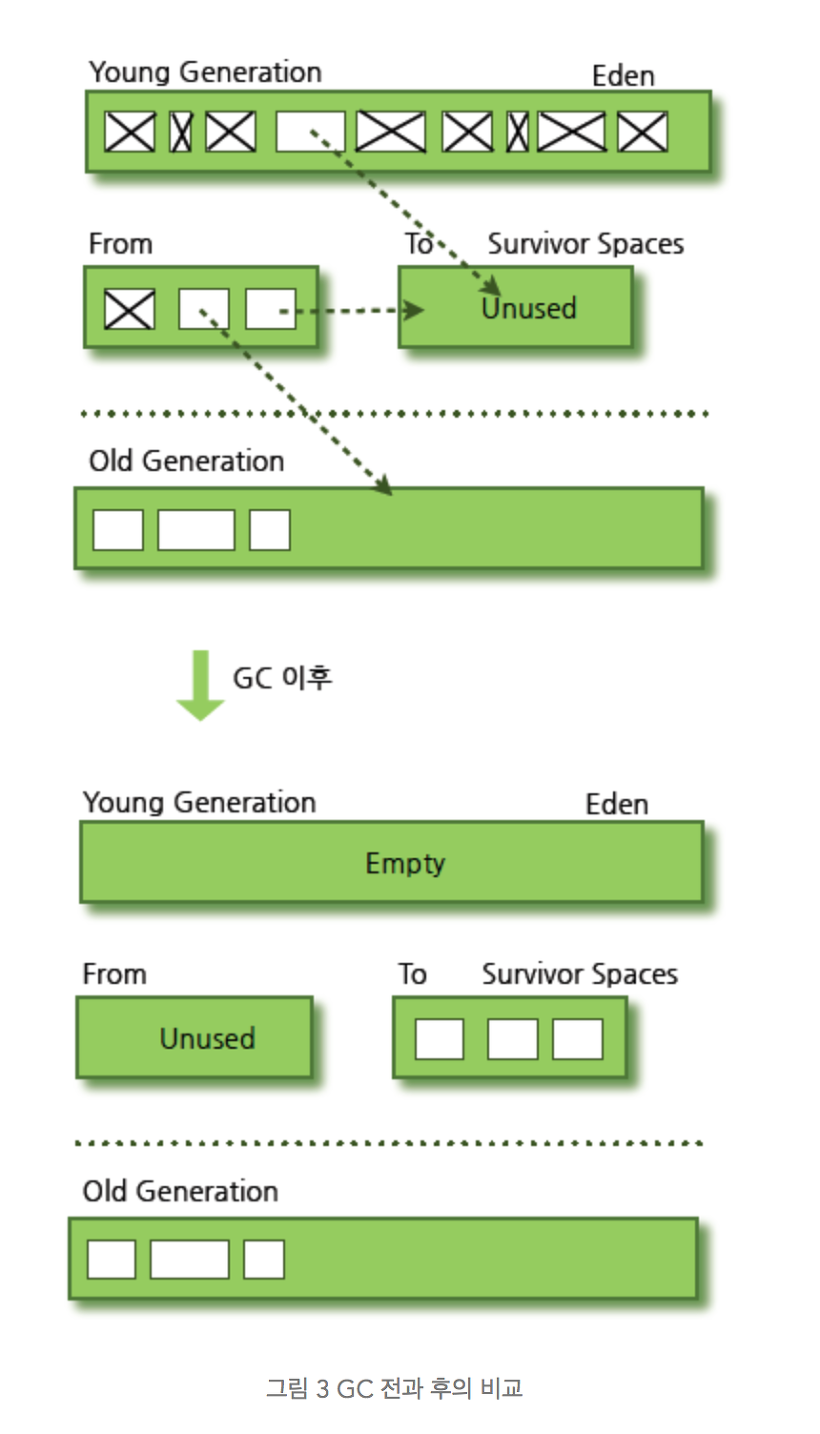 Young Generation Eden
From To Survivor Spaces
Unused
Old Generation
GC 이후
Young Generation Eden
Empty
From To Survivor Spaces
Unused
Old Generation
그림 3 GC 전과 후의 비교